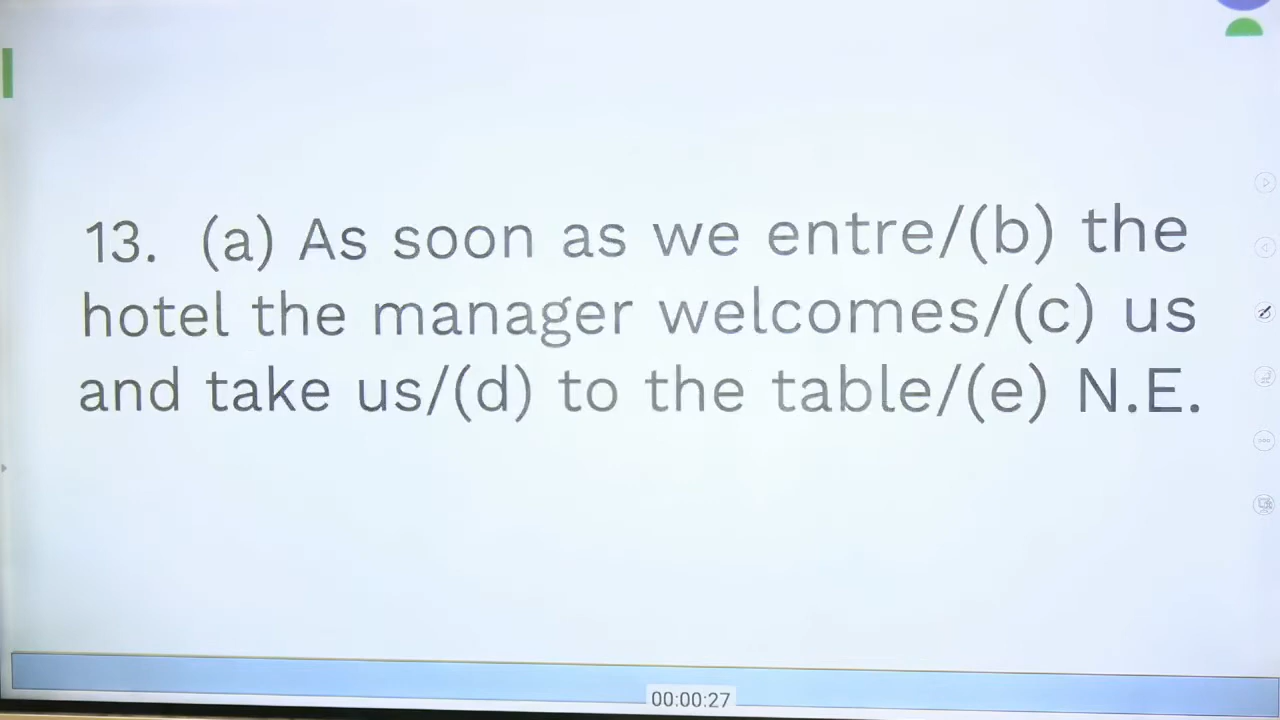 13. (a) As soon as we entre/(b) the
hotel the manager welcomes/(c) us
and take us/(d) to the table/(e) N.E.
00:00:27